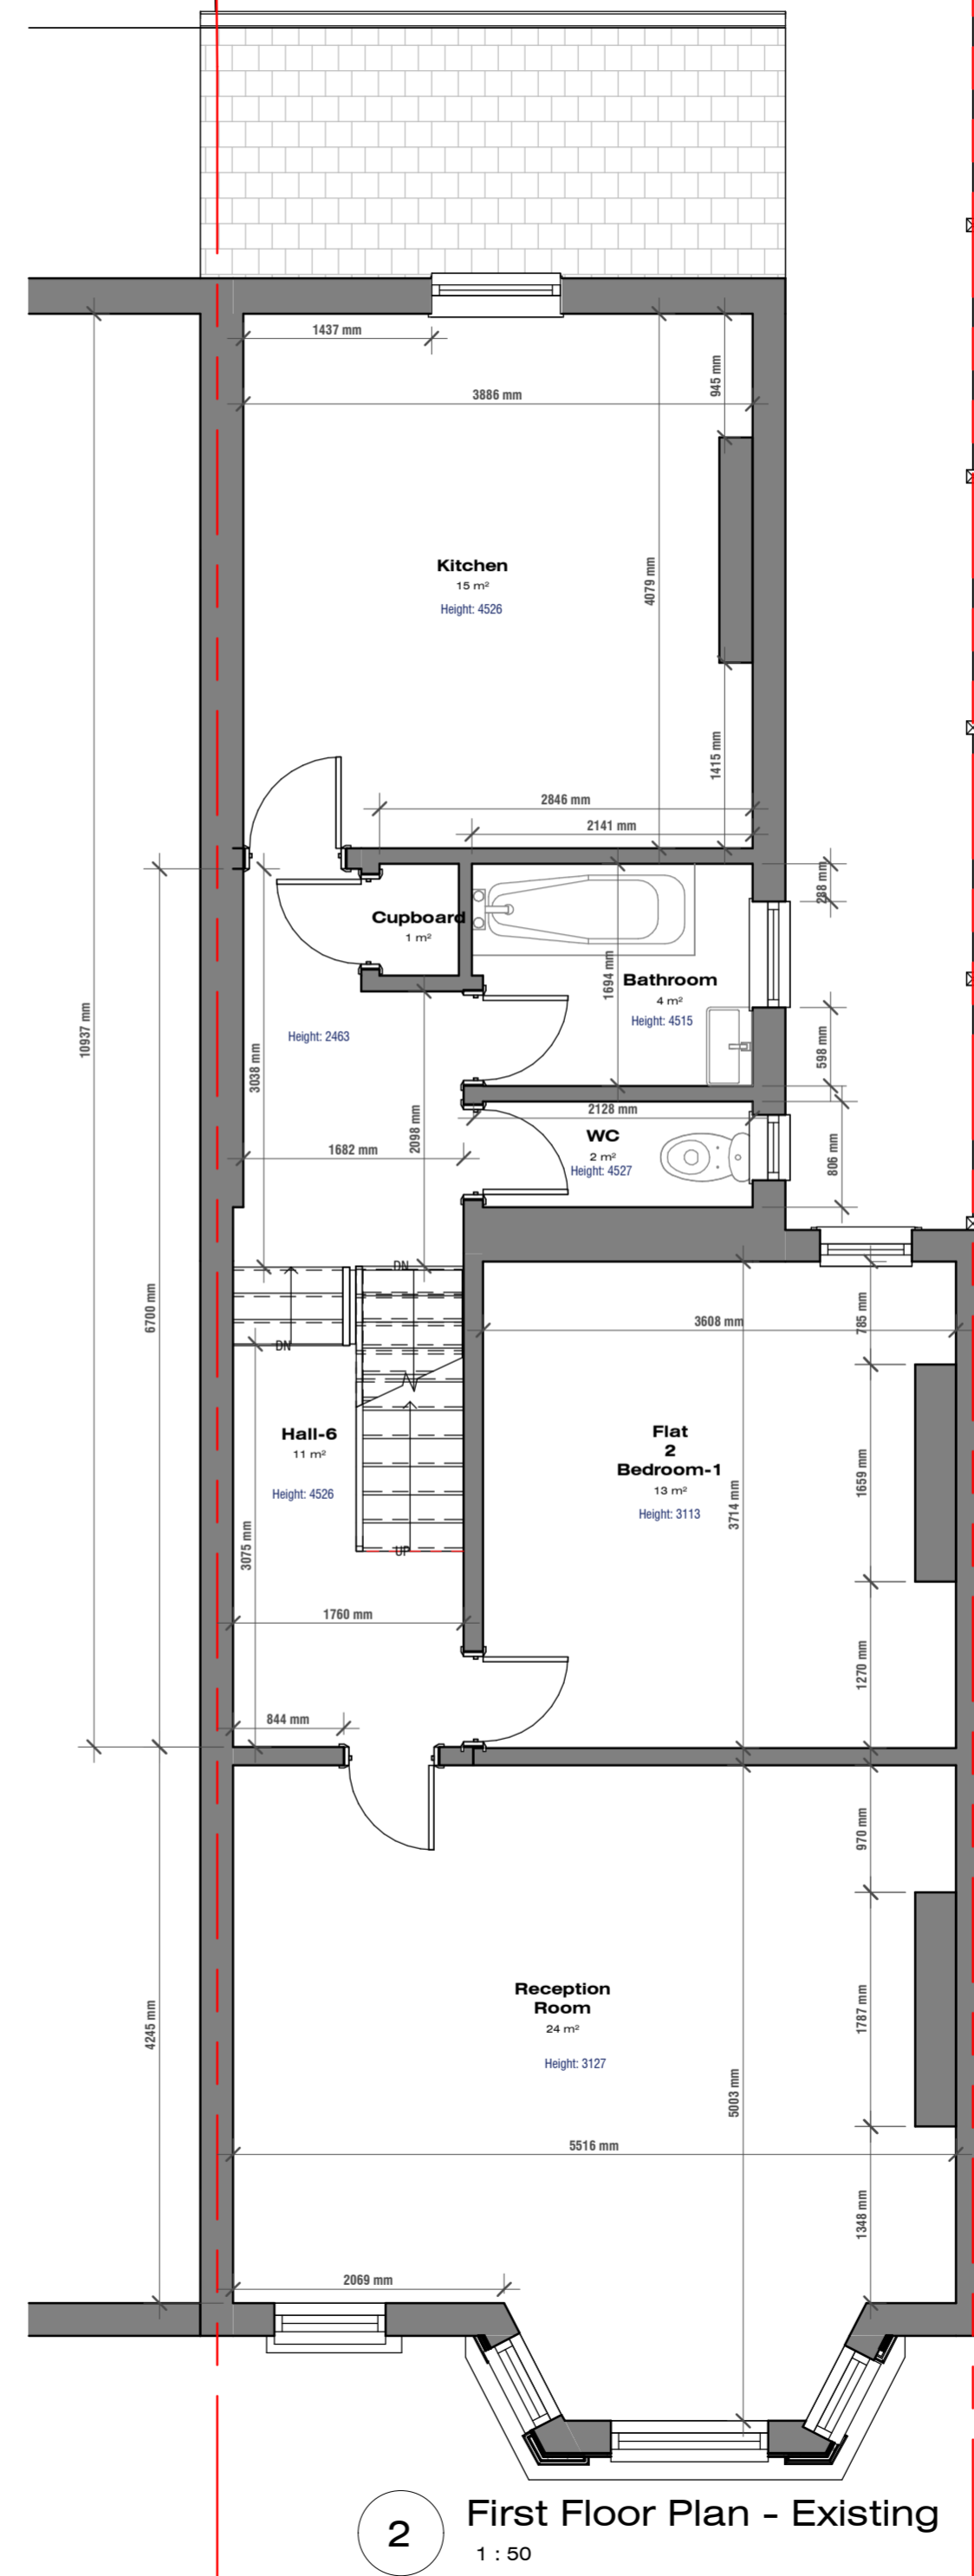 1437 mm
3886 mm
945 mm
Kitchen
15 m²
Height: 4526
4079 mm
1415 mm
2846 mm
2141 mm
288 mm
Cupboard
1 m²
1694 mm
Bathroom
4 m²
Height: 4515
10937 mm
Height: 2463
3038 mm
598 mm
2098 mm
2128 mm
1682 mm
WC
2 m²
Height: 4527
806 mm
DN
6700 mm
3608 mm
785 mm
DN
Hall-6
11 m²
Height: 4526
Flat
2
Bedroom-1
13 m²
Height: 3113
1659 mm
3714 mm
3075 mm
UP
1760 mm
1270 mm
844 mm
970 mm
Reception
Room
24 m²
Height: 3127
1787 mm
4245 mm
5003 mm
5516 mm
1348 mm
2069 mm
2
First Floor Plan - Existing
1 : 50